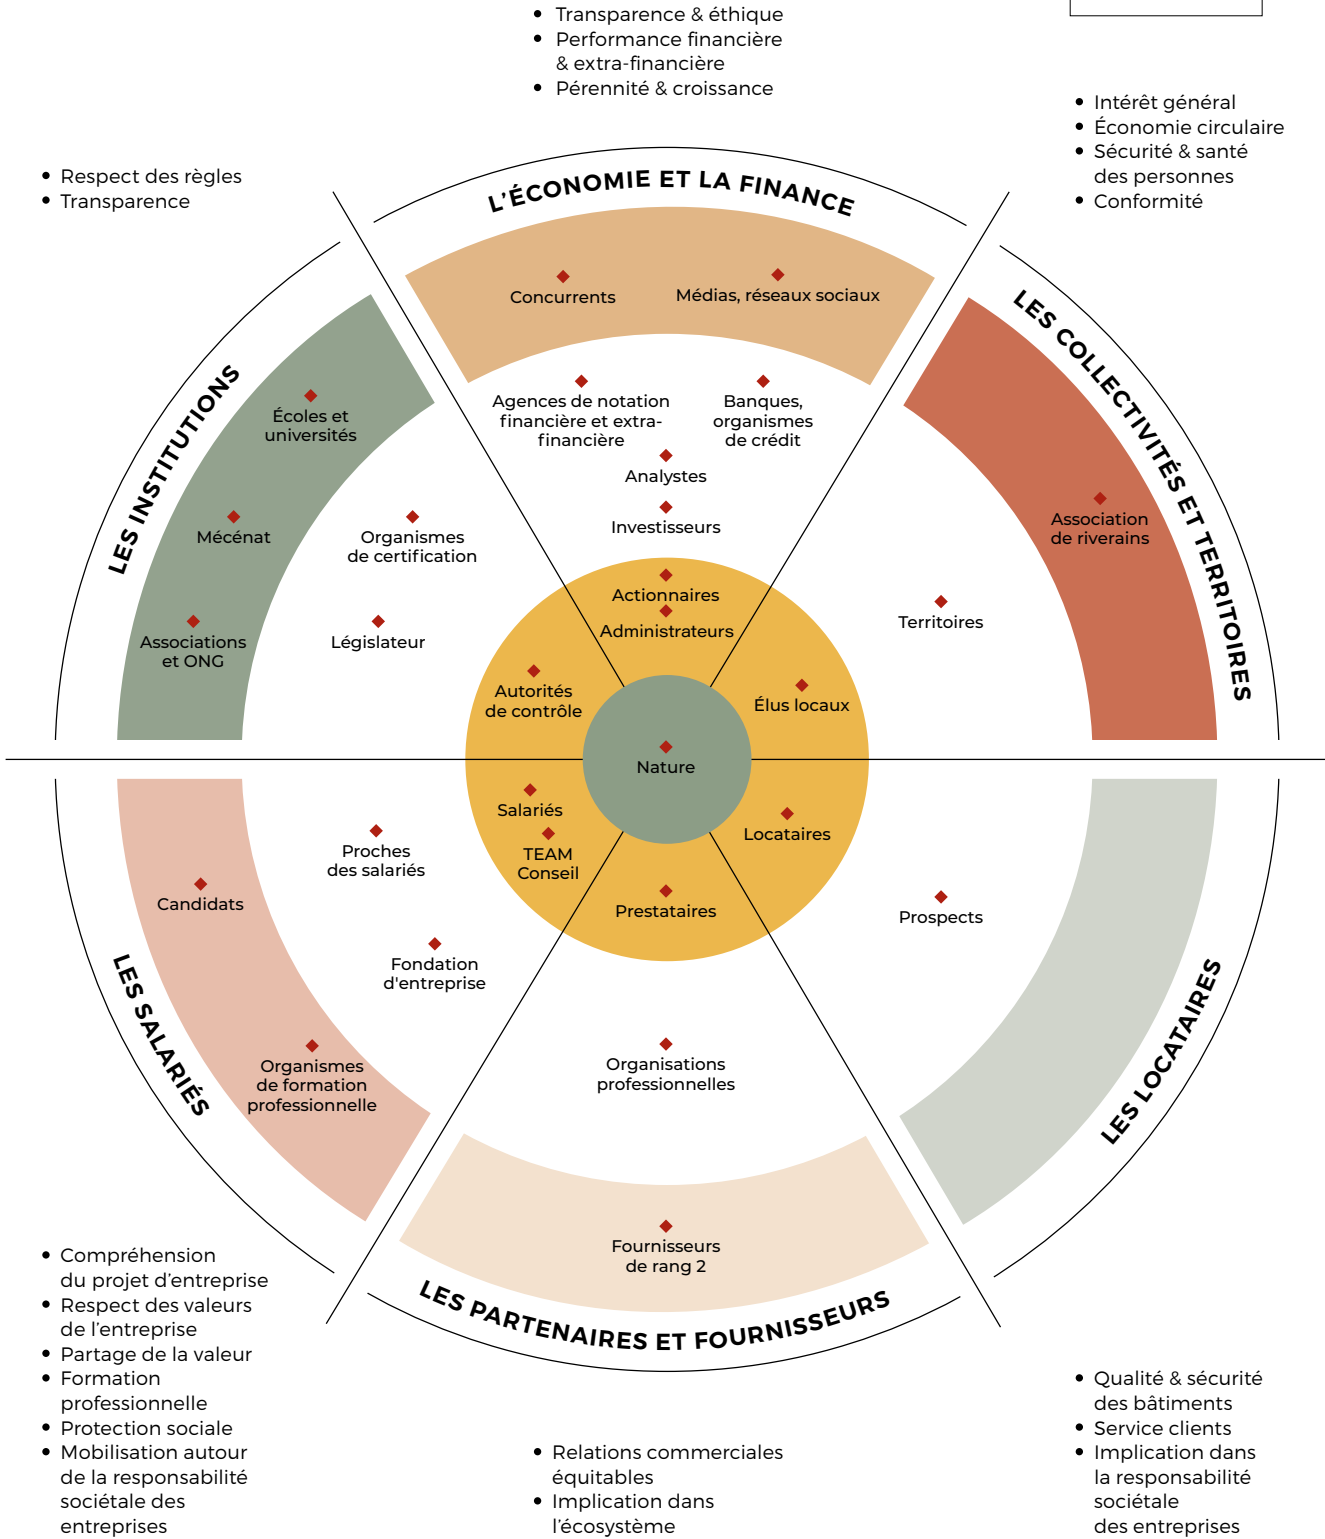 • Transparence & éthique
• Performance financière
& extra-financière
• Pérennité & croissance
• Intérêt général
• Économie circulaire
• Sécurité & santé
des personnes
• Conformité
• Respect des règles
• Transparence
L'ÉCONOMIE ET LA FINANCE
Concurrents
Médias, réseaux sociaux
Agences de notation
financière et extra-
financière
Banques,
organismes
de crédit
Analystes
Investisseurs
Actionnaires
Administrateurs
LES INSTITUTIONS
Écoles et
universités
Mécénat
Associations
et ONG
Organismes
de certification
Législateur
Autorités
de contrôle
LES COLLECTIVITÉS ET TERRITOIRES
Association
de riverains
Territoires
Élus locaux
Nature
Salariés
TEAM
Conseil
Proches
des salariés
Candidats
Fondation
d'entreprise
Organismes
de formation
professionnelle
LES SALARIÉS
Locataires
Prospects
LES LOCATAIRES
Prestataires
Organisations
professionnelles
Fournisseurs
de rang 2
LES PARTENAIRES ET FOURNISSEURS
• Compréhension
du projet d'entreprise
• Respect des valeurs
de l'entreprise
• Partage de la valeur
• Formation
professionnelle
• Protection sociale
• Mobilisation autour
de la responsabilité
sociétale des
entreprises
• Relations commerciales
équitables
• Implication dans
l'écosystème
• Qualité & sécurité
des bâtiments
• Service clients
• Implication dans
la responsabilité
sociétale
des entreprises